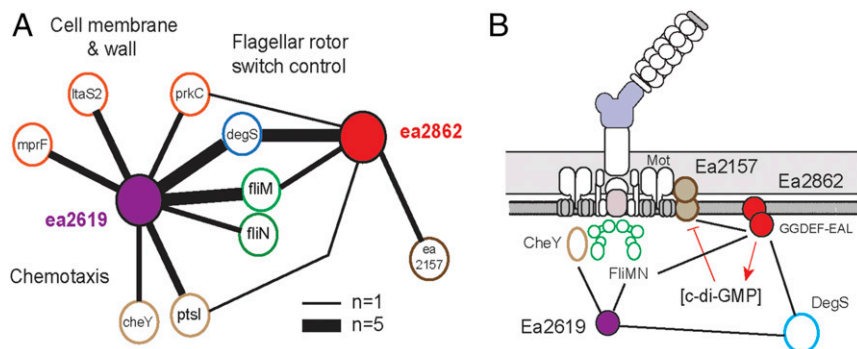 A
Cell membrane
& wall
Flagellar rotor
switch control
ltaS2
prkC
mprF
degS
ea2862
fliM
ea2619
fliN
ea
2157
Chemotaxis
cheY
ptsI
n=1
n=5
B
Mot
Ea2157
Ea2862
GGDEF-EAL
CheY
FliMN
[c-di-GMP]
DegS
Ea2619